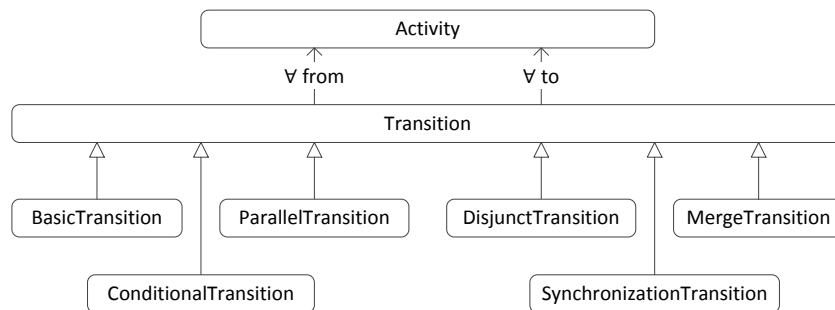 Activity
∀ from
∀ to
Transition
BasicTransition
ParallelTransition
DisjunctTransition
MergeTransition
ConditionalTransition
SynchronizationTransition